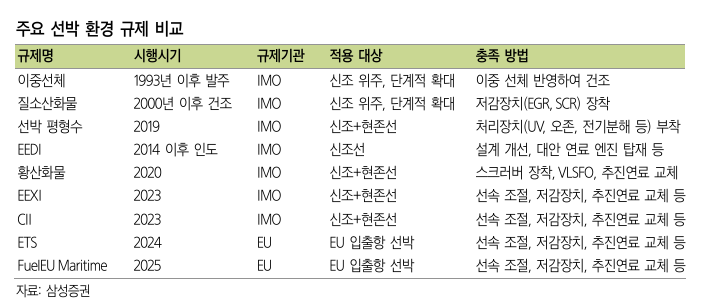 주요 선박 환경 규제 비교
규제명 시행시기 규제기관 적용 대상 충족 방법
이중선체 1993년 이후 발주 IMO 신조 위주, 단계적 확대 이중 선체 반영하여 건조
질소산화물 2000년 이후 건조 IMO 신조 위주, 단계적 확대 저감장치(EGR, SCR) 장착
선박 평형수 2019 IMO 신조+현존선 처리장치(UV, 오존, 전기분해 등) 부착
EEDI 2014 이후 인도 IMO 신조선 설계 개선, 대안 연료 엔진 탑재 등
황산화물 2020 IMO 신조+현존선 스크러버 장착, VLSFO, 추진연료 교체
EEXI 2023 IMO 신조+현존선 선속 조절, 저감장치, 추진연료 교체 등
CII 2023 IMO 신조+현존선 선속 조절, 저감장치, 추진연료 교체 등
ETS 2024 EU EU 입출항 선박 선속 조절, 저감장치, 추진연료 교체 등
FuelEU Maritime 2025 EU EU 입출항 선박 선속 조절, 저감장치, 추진연료 교체 등
자료: 삼성증권